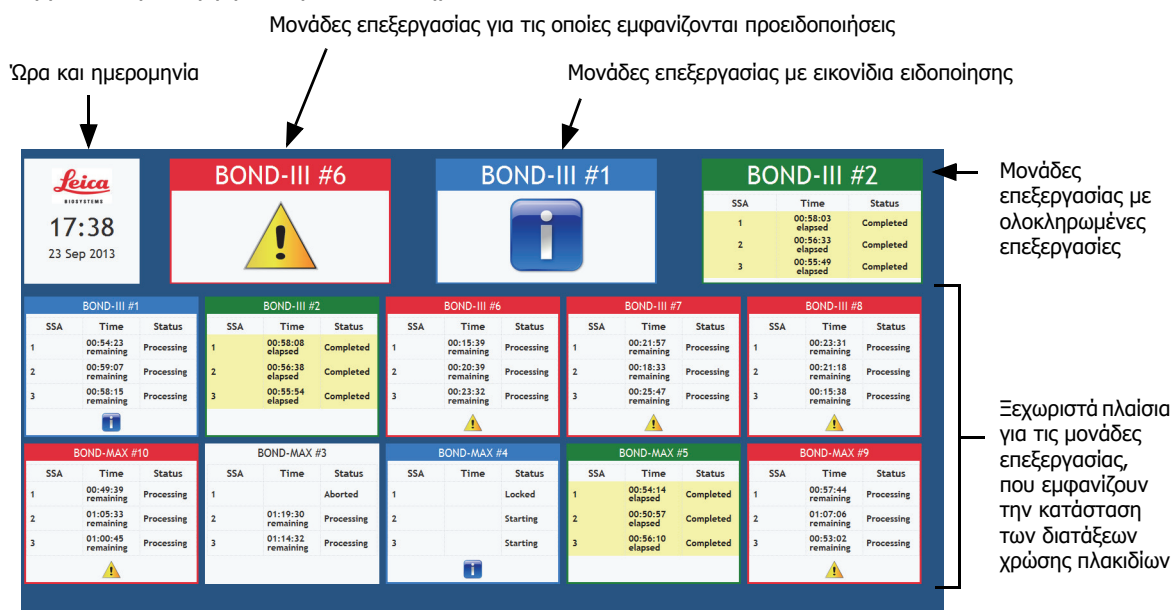 Μονάδες επεξεργασίας για τις οποίες εμφανίζονται προειδοποιήσεις
Ώρα και ημερομηνία
Μονάδες επεξεργασίας με εικονίδια ειδοποίησης
Leica
BIOSYSTEMS
17:38
23 Sep 2013
BOND-III #6
BOND-III #1
BOND-III #2
SSA Time Status
1 00:58:03 elapsed Completed
2 00:56:33 elapsed Completed
3 00:55:49 elapsed Completed
Μονάδες
επεξεργασίας με
ολοκληρωμένες
επεξεργασίες
BOND-III #1
SSA Time Status
1 00:54:23 remaining Processing
2 00:59:07 remaining Processing
3 00:58:15 remaining Processing
BOND-III #2
SSA Time Status
1 00:58:08 elapsed Completed
2 00:56:38 elapsed Completed
3 00:55:54 elapsed Completed
BOND-III #6
SSA Time Status
1 00:15:39 remaining Processing
2 00:20:39 remaining Processing
3 00:23:32 remaining Processing
BOND-III #7
SSA Time Status
1 00:21:57 remaining Processing
2 00:18:33 remaining Processing
3 00:25:47 remaining Processing
BOND-III #8
SSA Time Status
1 00:23:31 remaining Processing
2 00:21:18 remaining Processing
3 00:15:38 remaining Processing
BOND-MAX #10
SSA Time Status
1 00:49:39 remaining Processing
2 01:05:33 remaining Processing
3 01:00:45 remaining Processing
BOND-MAX #3
SSA Time Status
1 Aborted
2 01:19:30 remaining Processing
3 01:14:32 remaining Processing
BOND-MAX #4
SSA Time Status
1 Locked
2 Starting
3 Starting
BOND-MAX #5
SSA Time Status
1 00:54:14 elapsed Completed
2 00:50:57 elapsed Completed
3 00:56:10 elapsed Completed
BOND-MAX #9
SSA Time Status
1 00:57:44 remaining Processing
2 01:07:06 remaining Processing
3 00:53:02 remaining Processing
Ξεχωριστά πλαίσια
για τις μονάδες
επεξεργασίας,
που εμφανίζουν
την κατάσταση
των διατάξεων
χρώσης πλακιδίων